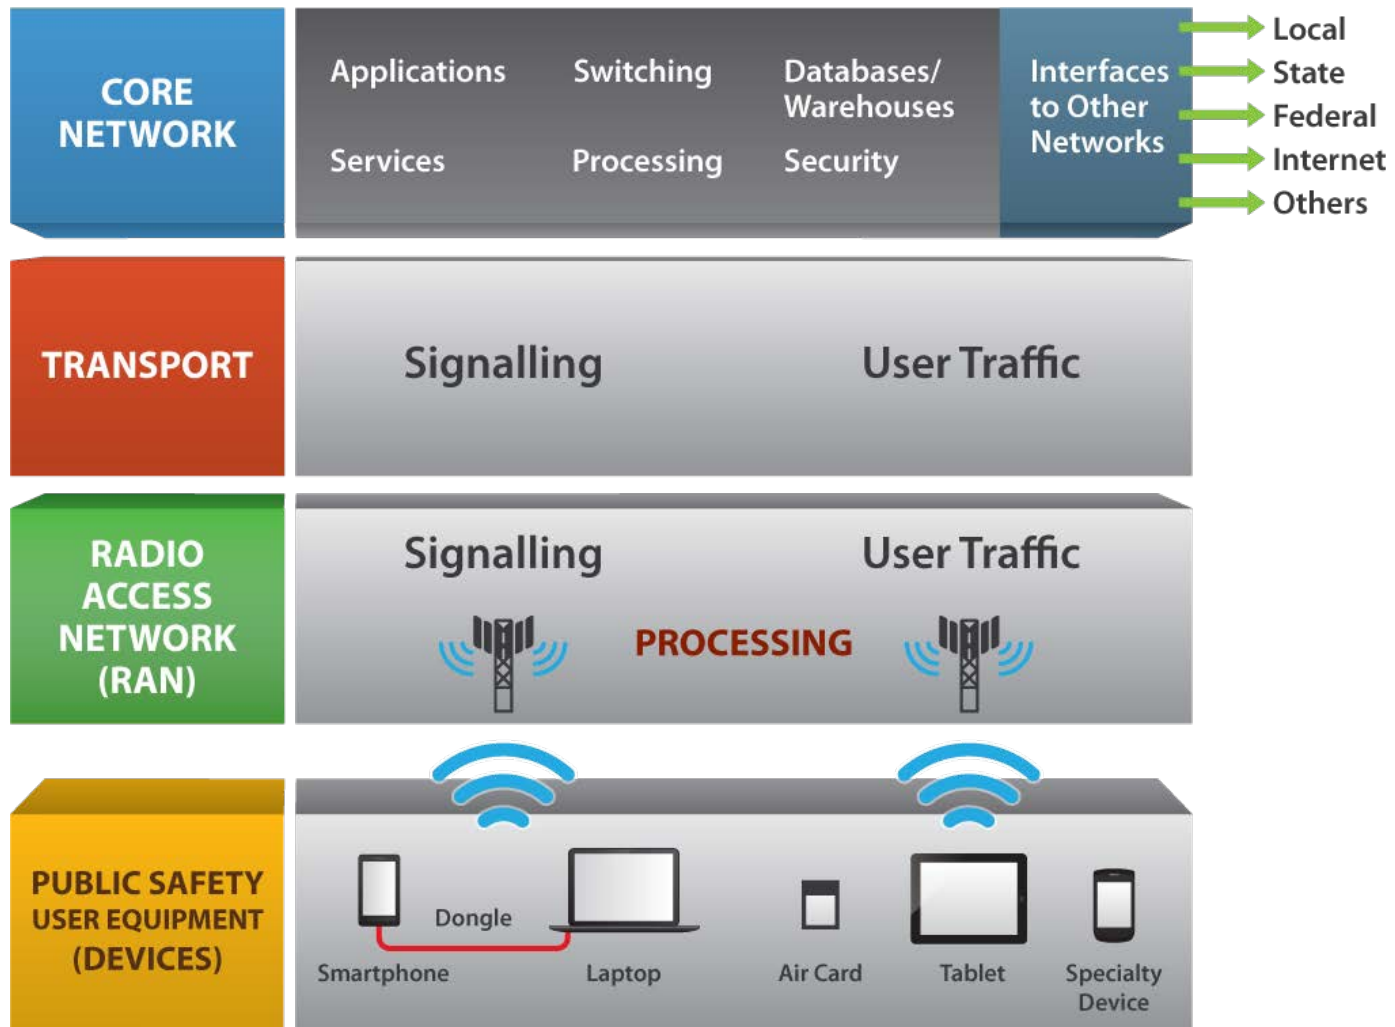 CORE
NETWORK
Applications
Switching
Databases/
Warehouses
Services
Processing
Security
Interfaces
to Other
Networks
Local
State
Federal
Internet
Others
TRANSPORT
Signalling
User Traffic
RADIO
ACCESS
NETWORK
(RAN)
Signalling
User Traffic
PROCESSING
PUBLIC SAFETY
USER EQUIPMENT
(DEVICES)
Dongle
Smartphone
Laptop
Air Card
Tablet
Specialty
Device